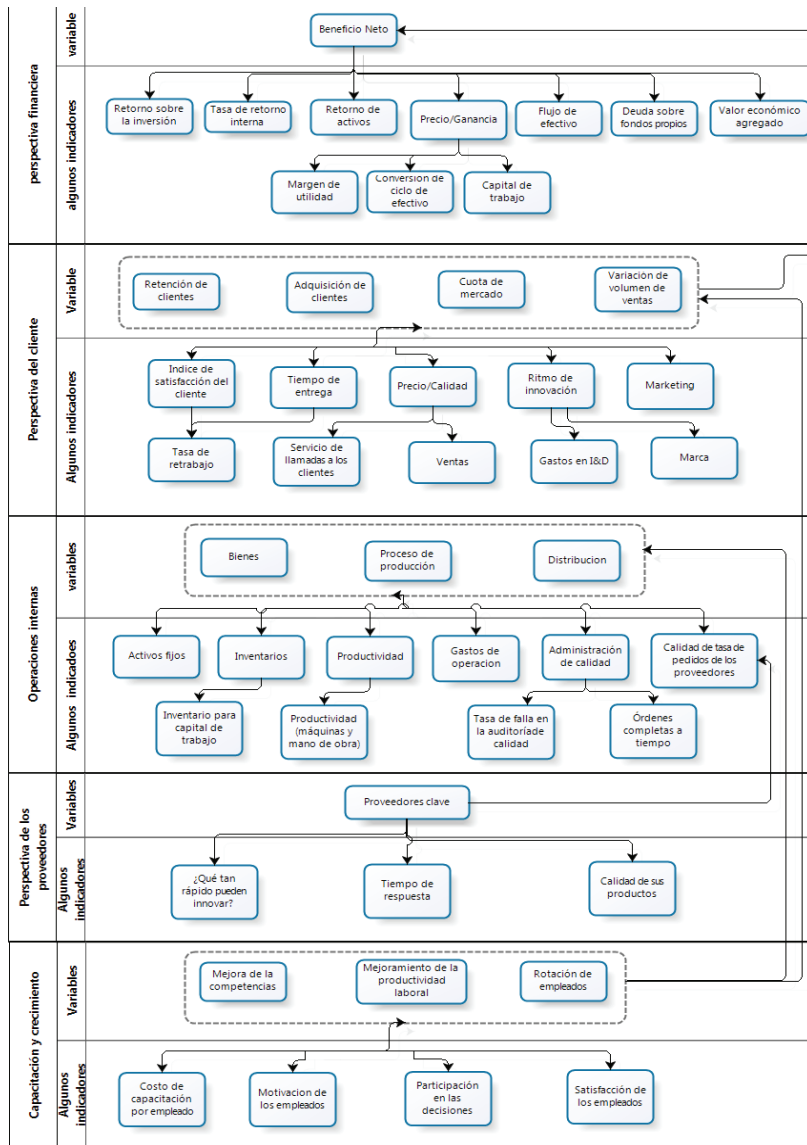 perspectiva financiera
variable
Beneficio Neto
algunos indicadores
Retorno sobre
la inversión
Tasa de retorno
interna
Retorno de
activos
Precio/Ganancia
Flujo de
efectivo
Deuda sobre
fondos propios
Valor económico
agregado
Margen de
utilidad
Conversión de
ciclo de
efectivo
Capital de
trabajo
Perspectiva del cliente
Variable
Retención de
clientes
Adquisición de
clientes
Cuota de
mercado
Variación de
volumen de
ventas
Algunos indicadores
Indice de
satisfacción del
cliente
Tiempo de
entrega
Precio/Calidad
Ritmo de
innovación
Marketing
Tasa de
retrabajo
Servicio de
llamadas a los
clientes
Ventas
Gastos en I&D
Marca
Operaciones internas
variables
Bienes
Proceso de
producción
Distribucion
Algunos indicadoes
Activos fijos
Inventarios
Productividad
Gastos de
operacion
Administración
de calidad
Calidad de tasa de
pedidos de los
proveedores
Inventario para
capital de
trabajo
Productividad
(máquinas y
mano de obra)
Tasa de falla en
la auditoríade
calidad
Órdenes
completas a
tiempo
Perspectiva de los
proveedores
Variables
Proveedores clave
Algunos
indicadores
¿Qué tan
rápido pueden
innovar?
Tiempo de
respuesta
Calidad de sus
productos
Capacitación y crecimiento
Variables
Mejora de la
competencias
Mejoramiento de la
productividad
laboral
Rotación de
empleados
Algunos
indicadores
Costo de
capacitación
por empleado
Motivacion de
los empleados
Participación
en las
decisiones
Satisfacción de
los empleados